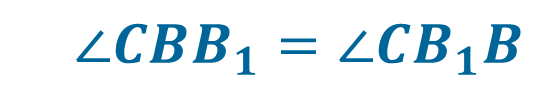 ∠CBB₁ = ∠CB₁B